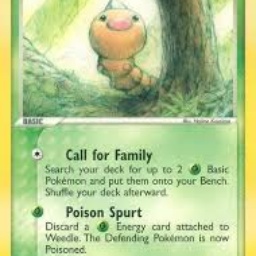 BASIC
Call for Family
Search your deck for up to 2 Basic
Pokémon and put them onto your Bench.
Shuffle your deck afterward.
Poison Spurt
Discard a Energy card attached to
Weedle. The Defending Pokémon is now
Poisoned.